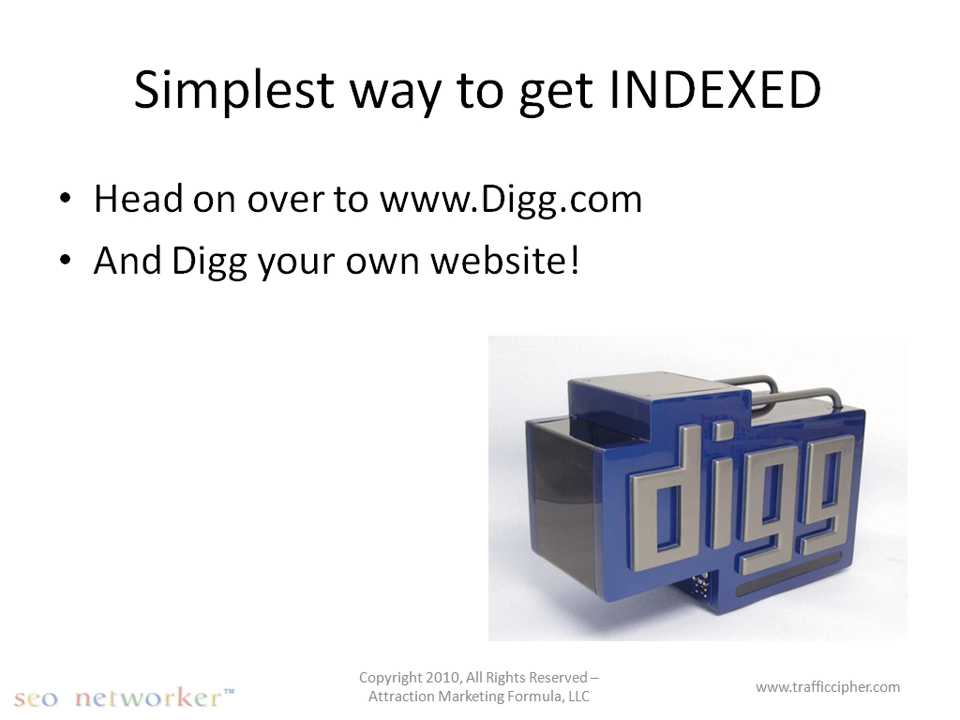 Simplest way to get INDEXED
• Head on over to www.Digg.com
• And Digg your own website!
digg
seo networker™
Copyright 2010, All Rights Reserved –
Attraction Marketing Formula, LLC
www.trafficcipher.com